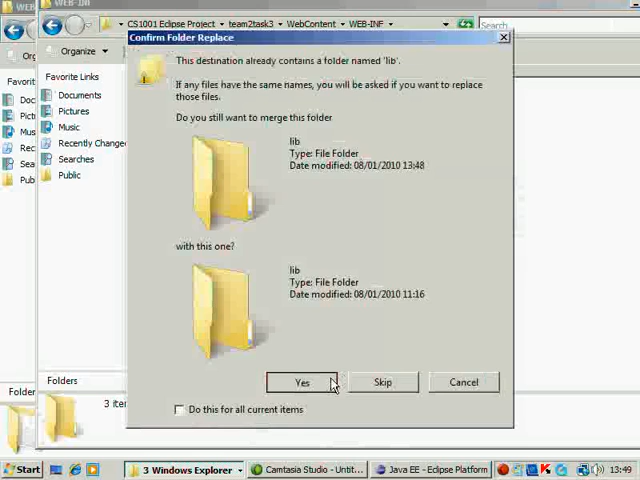 WEB-INF
CS1001 Eclipse Project
team2task3
WebContent
WEB-INF
Search
Organize
Confirm Folder Replace
This destination already contains a folder named 'lib'.
If any files have the same names, you will be asked if you want to replace
those files.
Do you still want to merge this folder
lib
Type: File Folder
Date modified: 08/01/2010 13:48
with this one?
lib
Type: File Folder
Date modified: 08/01/2010 11:16
Yes
Skip
Cancel
Do this for all current items
Favorite Links
Documents
Pictures
Music
Recently Change
Searches
Public
Folders
3 iter
Start
3 Windows Explorer
Camtasia Studio - Untit...
Java EE - Eclipse Platform
13:49